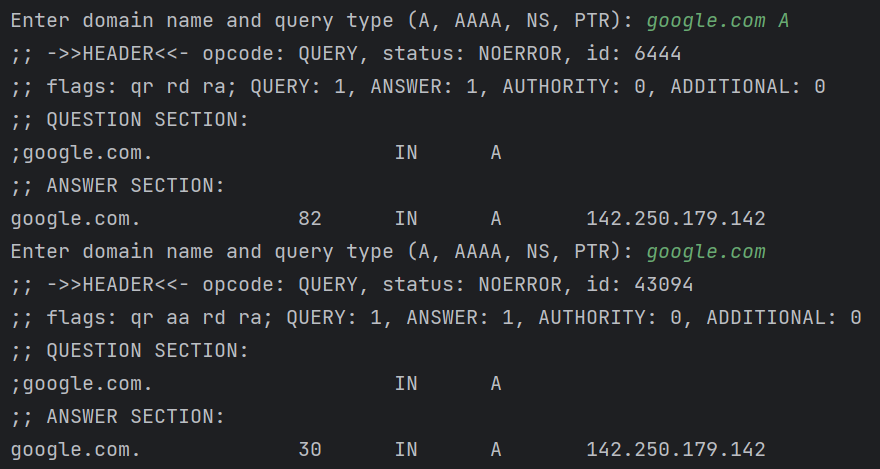 Enter domain name and query type (A, AAAA, NS, PTR): google.com A
;; ->>HEADER<<- opcode: QUERY, status: NOERROR, id: 6444
;; flags: qr rd ra; QUERY: 1, ANSWER: 1, AUTHORITY: 0, ADDITIONAL: 0
;; QUESTION SECTION:
;google.com.                    IN      A
;; ANSWER SECTION:
google.com.             82      IN      A       142.250.179.142
Enter domain name and query type (A, AAAA, NS, PTR): google.com
;; ->>HEADER<<- opcode: QUERY, status: NOERROR, id: 43094
;; flags: qr aa rd ra; QUERY: 1, ANSWER: 1, AUTHORITY: 0, ADDITIONAL: 0
;; QUESTION SECTION:
;google.com.                    IN      A
;; ANSWER SECTION:
google.com.             30      IN      A       142.250.179.142